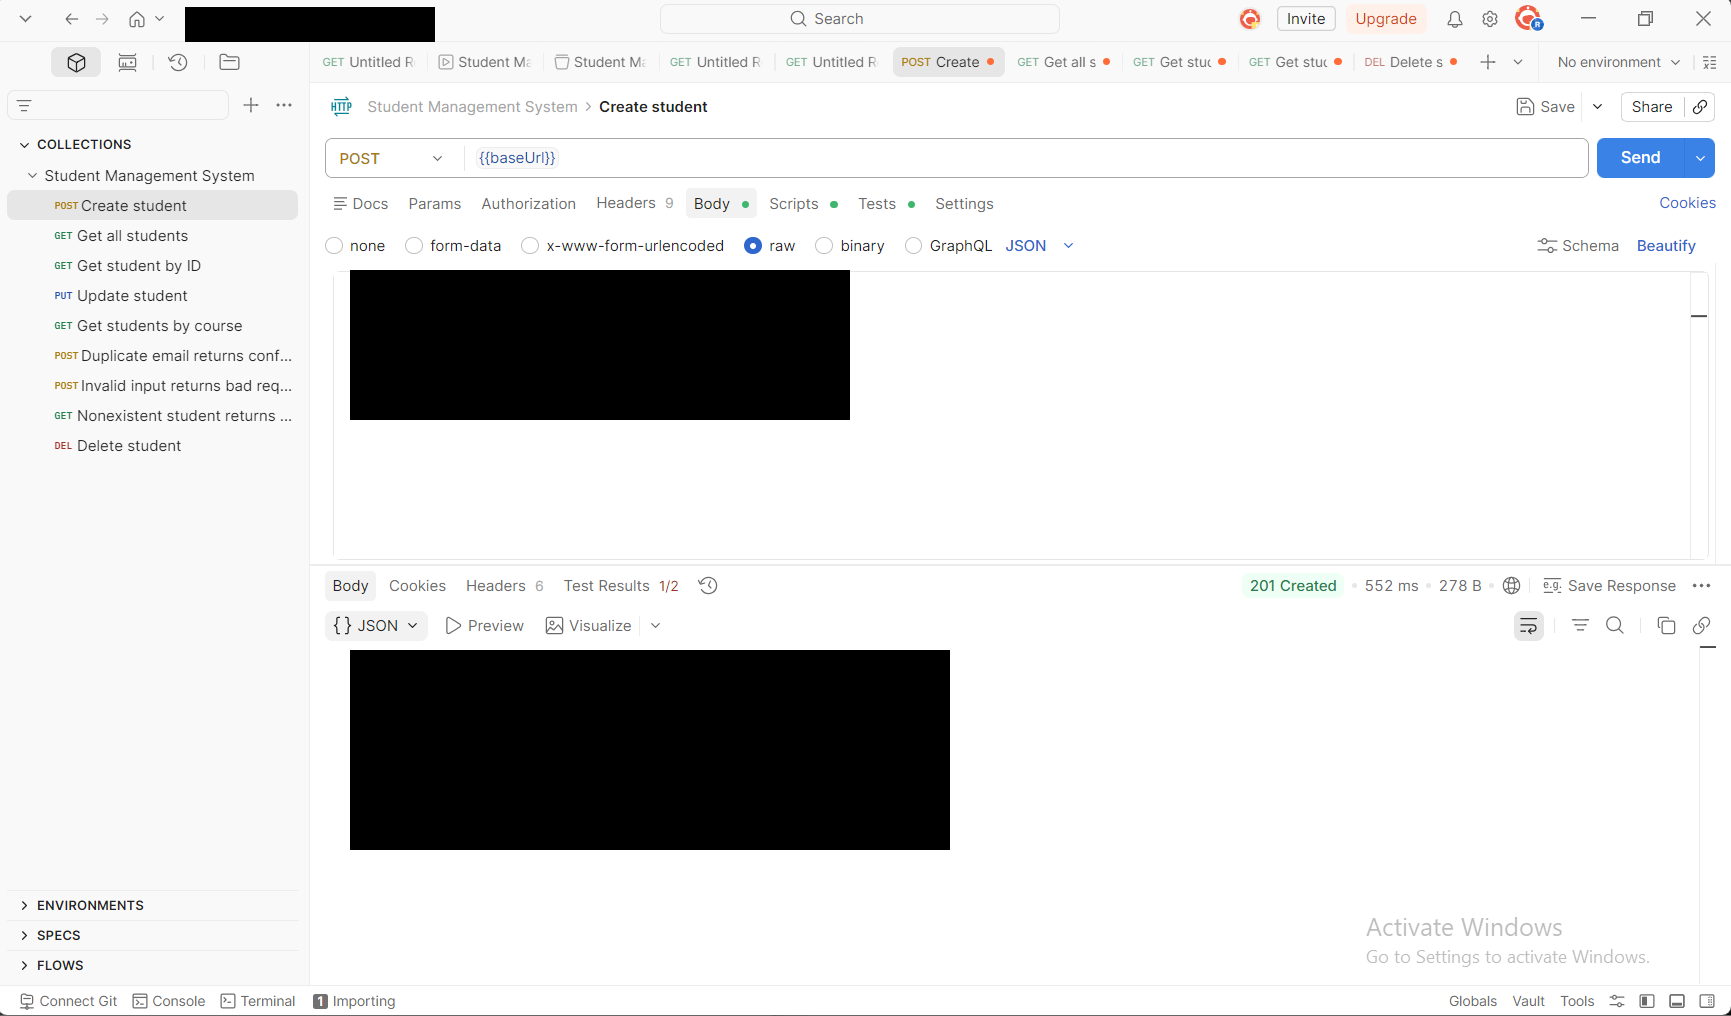 Search
Invite
Upgrade
R
GET Untitled R
Student Ma
Student Ma
GET Untitled R
GET Untitled R
POST Create
GET Get all s
GET Get stuc
GET Get stuc
DEL Delete s
No environment
HTTP Student Management System > Create student
Save
Share
COLLECTIONS
Student Management System
POST Create student
GET Get all students
GET Get student by ID
PUT Update student
GET Get students by course
POST Duplicate email returns conf...
POST Invalid input returns bad req...
GET Nonexistent student returns ...
DEL Delete student
POST {{baseUrl}} Send
Docs Params Authorization Headers 9 Body Scripts Tests Settings Cookies
none form-data x-www-form-urlencoded raw binary GraphQL JSON Schema Beautify
Body Cookies Headers 6 Test Results 1/2 201 Created 552 ms 278 B e.g. Save Response
{} JSON Preview Visualize
ENVIRONMENTS
SPECS
FLOWS
Activate Windows
Go to Settings to activate Windows.
Connect Git Console Terminal 1 Importing Globals Vault Tools